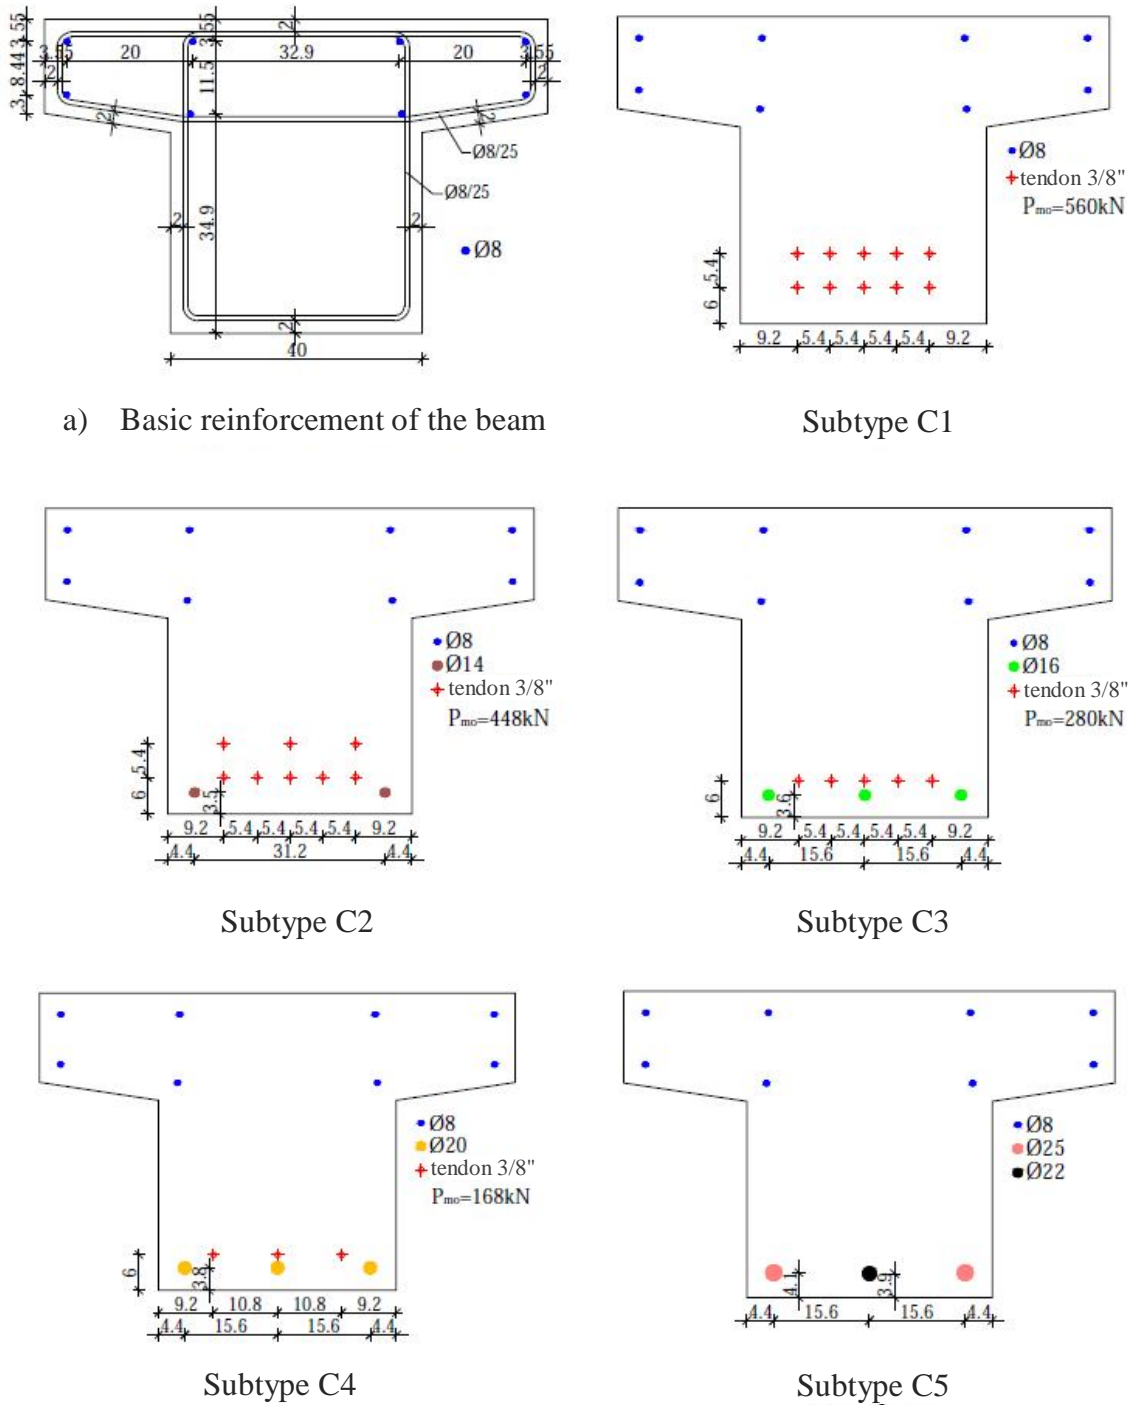 3.55
3.55
8.44
3
3.55
20
32.9
20
3.55
2
2
2
2
2
11.5
Ø8/25
Ø8/25
34.9
2
2
Ø8
2
40
a) Basic reinforcement of the beam
Ø8
tendon 3/8"
Pmo=560kN
5.4
6
9.2 5.4 5.4 5.4 5.4 9.2
Subtype C1
Ø8
Ø14
tendon 3/8"
Pmo=448kN
5.4
6
3.5
9.2 5.4 5.4 5.4 5.4 9.2
4.4 31.2 4.4
Subtype C2
Ø8
Ø16
tendon 3/8"
Pmo=280kN
6
3.6
9.2 5.4 5.4 5.4 5.4 9.2
4.4 15.6 15.6 4.4
Subtype C3
Ø8
Ø20
tendon 3/8"
Pmo=168kN
6
3.8
9.2 10.8 10.8 9.2
4.4 15.6 15.6 4.4
Subtype C4
Ø8
Ø25
Ø22
4.1
3.9
4.4 15.6 15.6 4.4
Subtype C5